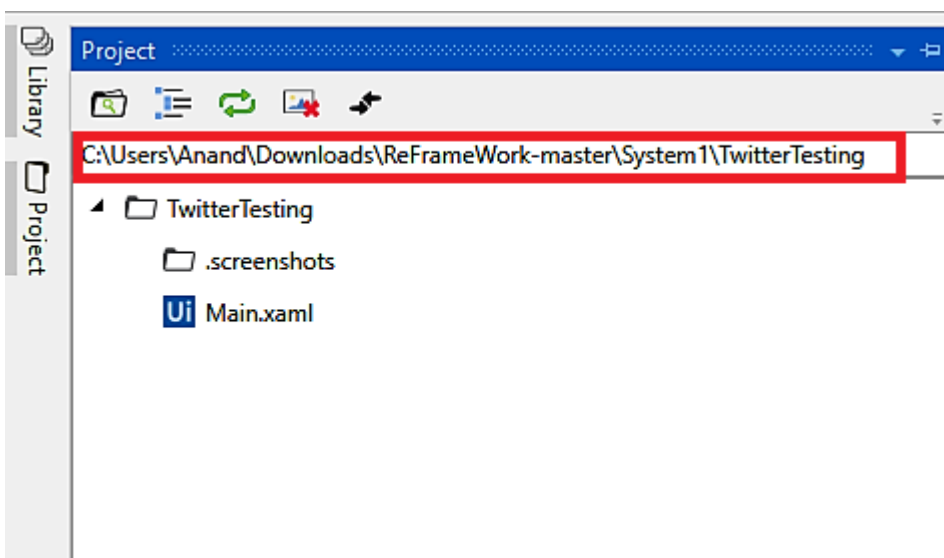 Library
Project
Project
C:\Users\Anand\Downloads\ReFrameWork-master\System1\TwitterTesting
TwitterTesting
.screenshots
Ui Main.xaml